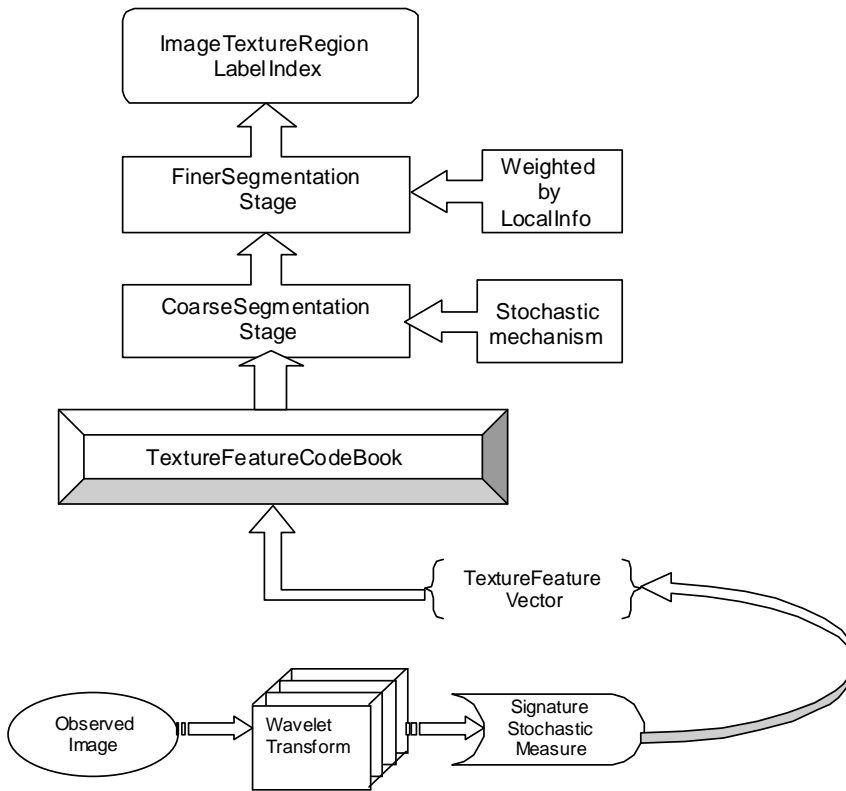 ImageTextureRegion
LabelIndex
FinerSegmentation
Stage
Weighted
by
LocalInfo
CoarseSegmentation
Stage
Stochastic
mechanism
TextureFeatureCodeBook
TextureFeature
Vector
Observed
Image
Wavelet
Transform
Signature
Stochastic
Measure